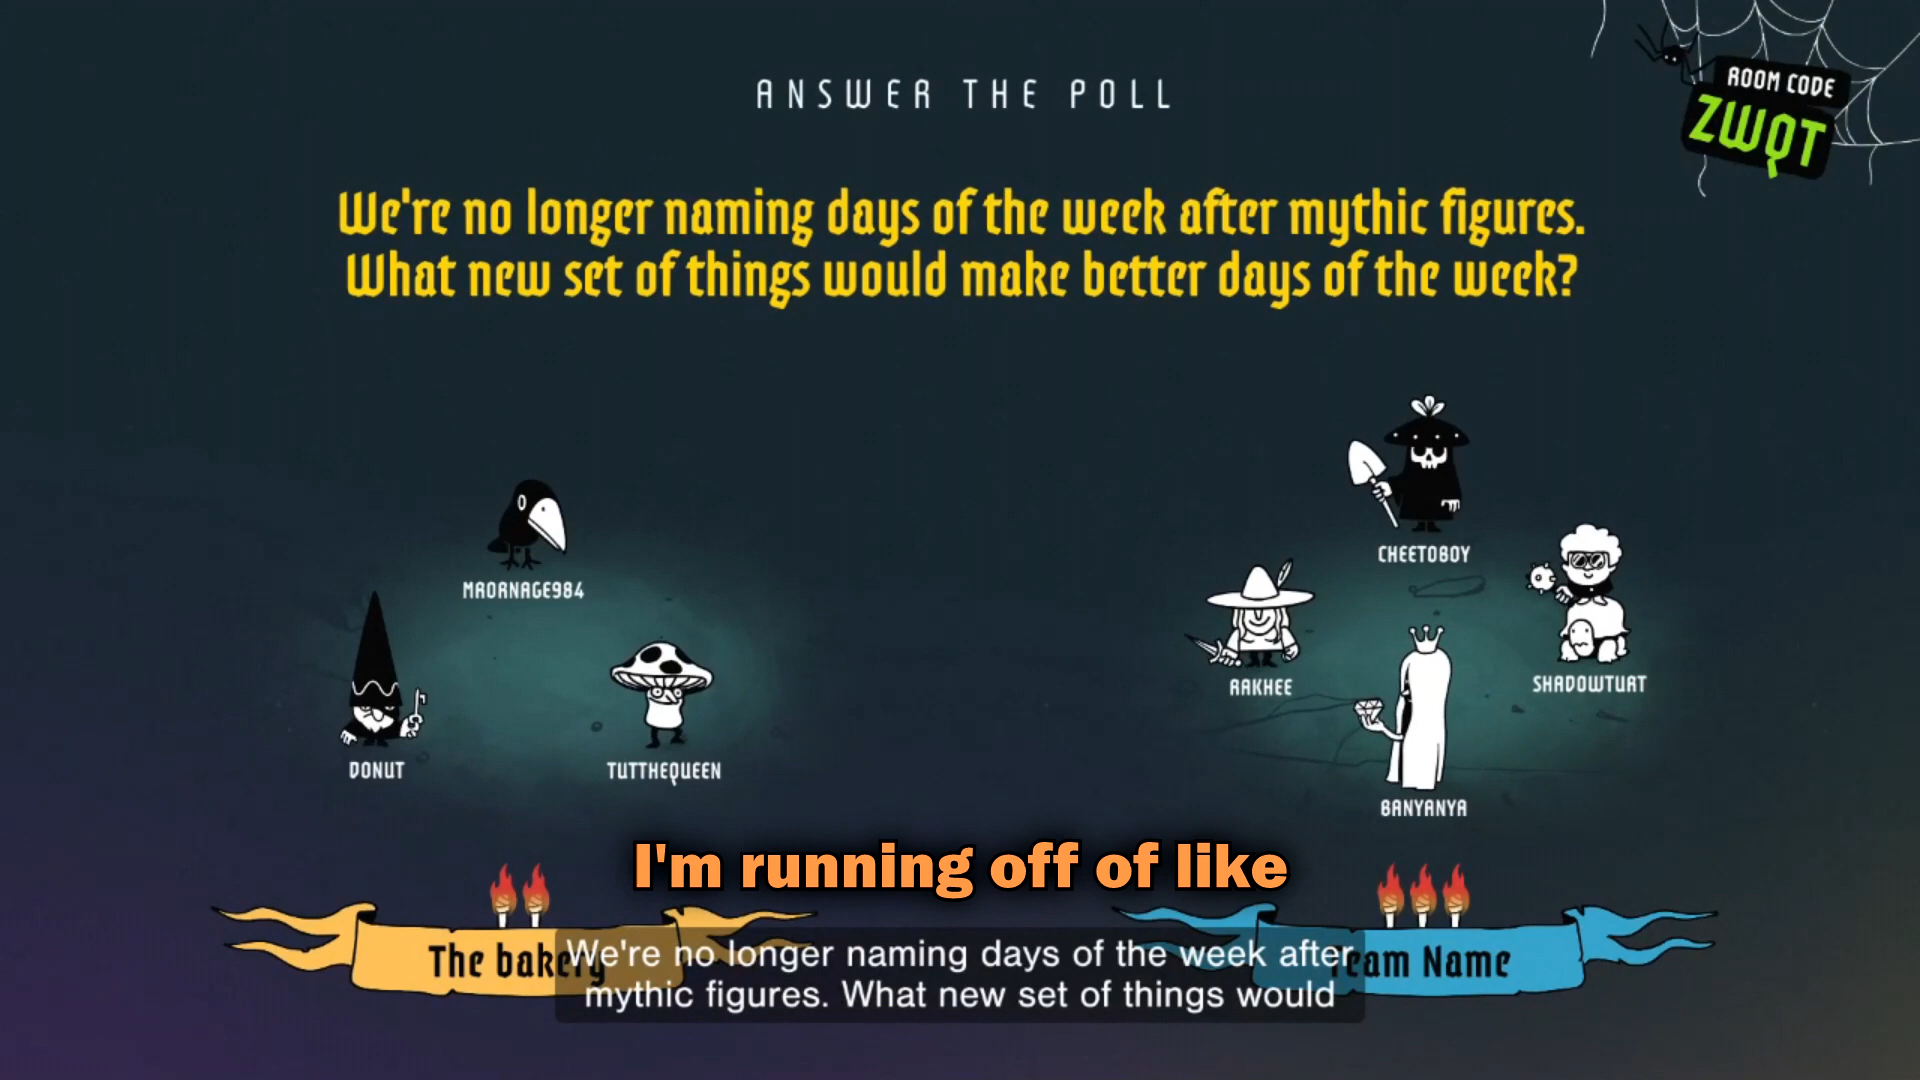 ROOM CODE
ZWQT
ANSWER THE POLL
We're no longer naming days of the week after mythic figures.
What new set of things would make better days of the week?
CHEETOBOY
MAORNAGE984
RAKHEE
SHADOWTURT
DONUT
TUTTHEQUEEN
BANYANYA
I'm running off of like
The bakery
Team Name
We're no longer naming days of the week after
mythic figures. What new set of things would